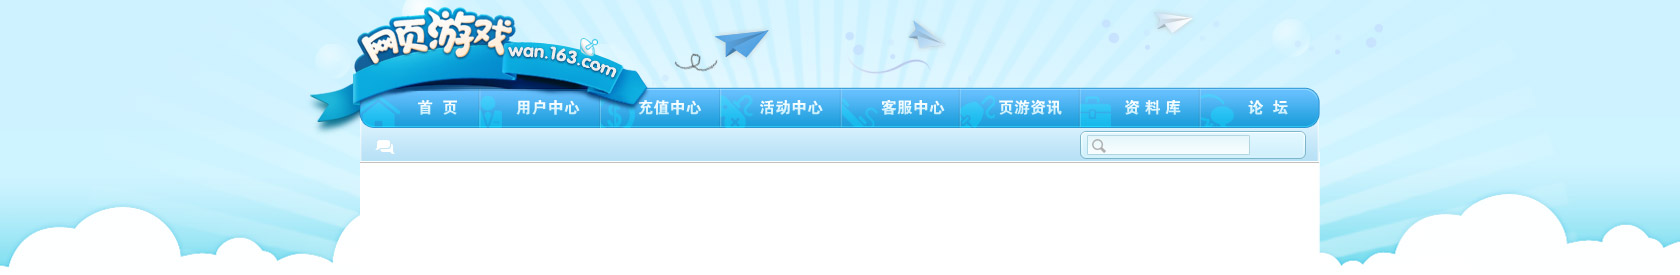 网页游戏
wan.163.com
首 页 用户中心 充值中心 活动中心 客服中心 页游资讯 资 料 库 论 坛